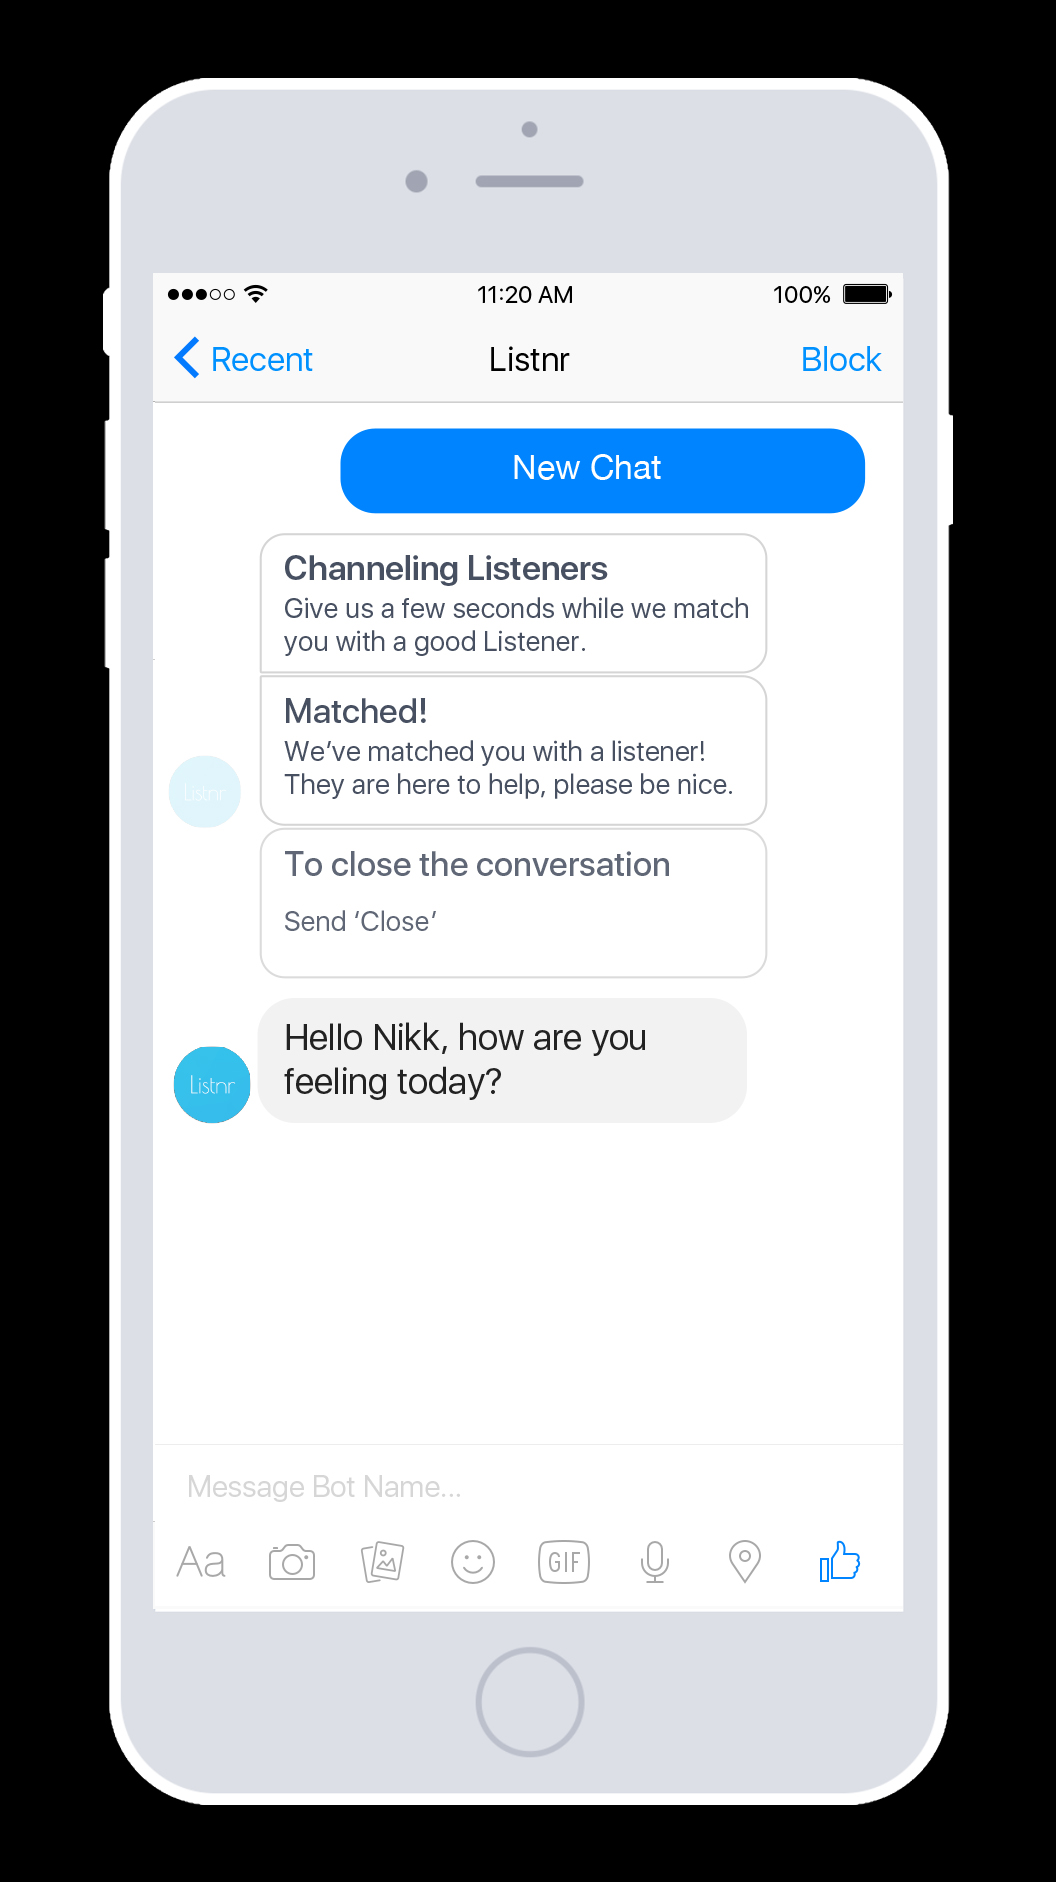 11:20 AM 100%
Recent Listnr Block
New Chat
Channeling Listeners
Give us a few seconds while we match
you with a good Listener.
Matched!
We’ve matched you with a listener!
They are here to help, please be nice.
Listnr
To close the conversation
Send ‘Close’
Hello Nikk, how are you
feeling today?
Listnr
Message Bot Name...
Aa GIF